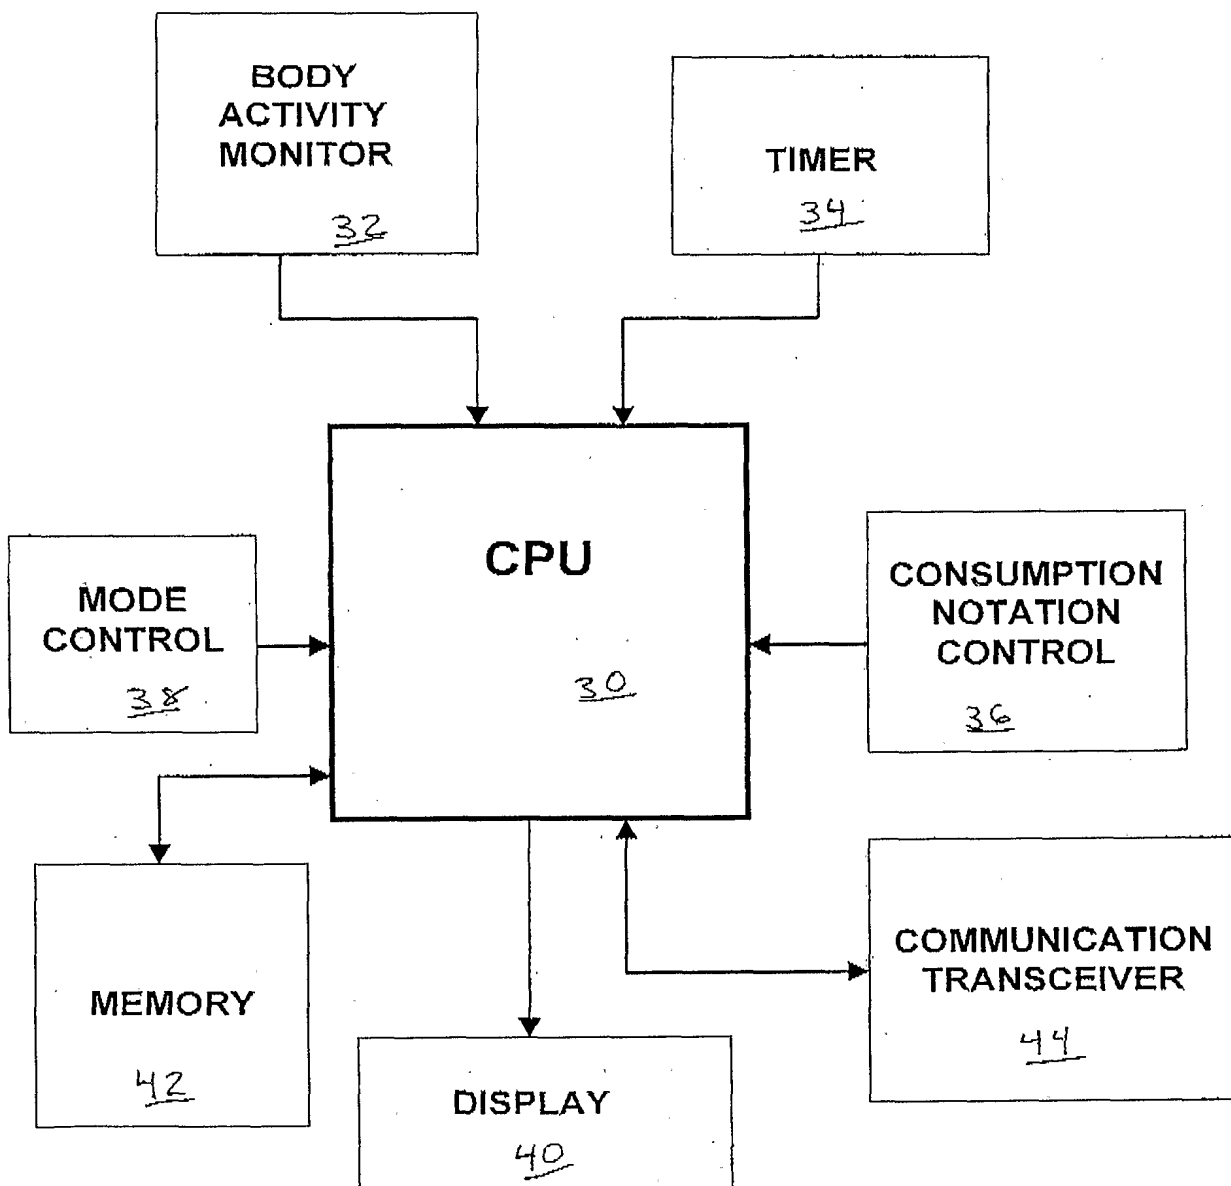 BODY
ACTIVITY
MONITOR
32
TIMER
34
CPU
30
MODE
CONTROL
38
CONSUMPTION
NOTATION
CONTROL
36
MEMORY
42
DISPLAY
40
COMMUNICATION
TRANSCEIVER
44